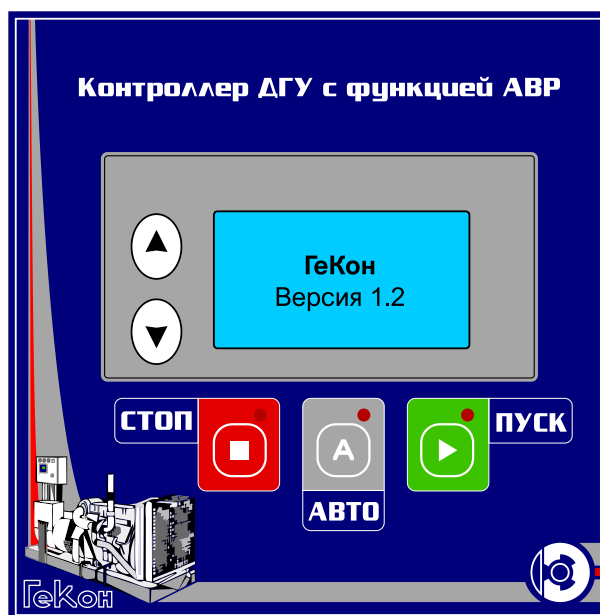 Контроллер ДГУ с функцией АВР
ГеКон
Версия 1.2
СТОП
А
ПУСК
АВТО
ГеКон